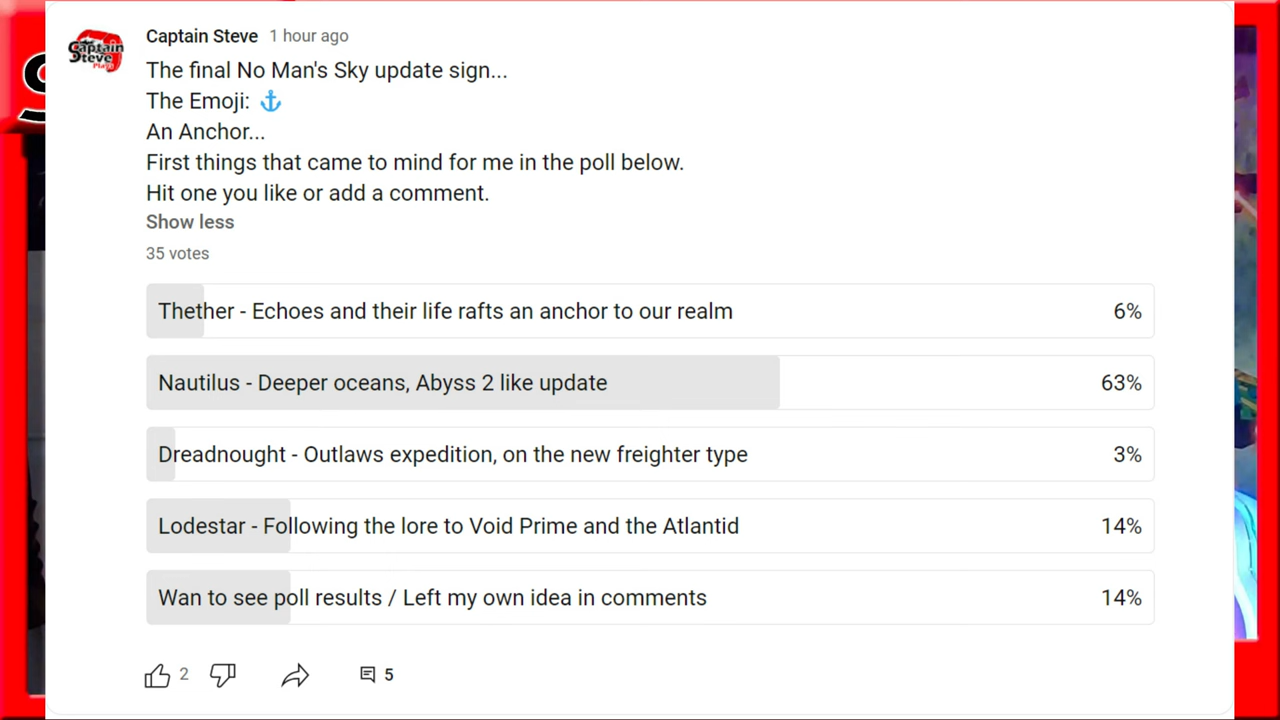 Captain
Steve
Plays
Captain Steve 1 hour ago
The final No Man's Sky update sign...
The Emoji: ⚓
An Anchor...
First things that came to mind for me in the poll below.
Hit one you like or add a comment.
Show less
35 votes
Thether - Echoes and their life rafts an anchor to our realm 6%
Nautilus - Deeper oceans, Abyss 2 like update 63%
Dreadnought - Outlaws expedition, on the new freighter type 3%
Lodestar - Following the lore to Void Prime and the Atlantid 14%
Wan to see poll results / Left my own idea in comments 14%
2 5